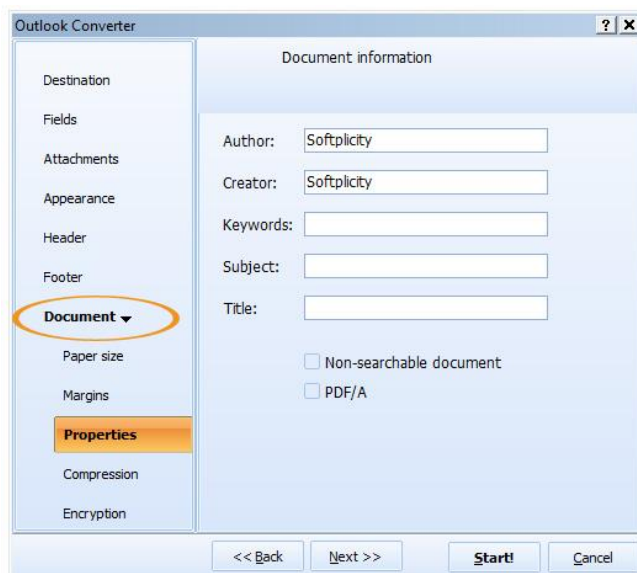 Outlook Converter
? X
Destination
Fields
Attachments
Appearance
Header
Footer
Document
Paper size
Margins
Properties
Compression
Encryption
Document information
Author: Softplicity
Creator: Softplicity
Keywords:
Subject:
Title:
Non-searchable document
PDF/A
<< Back Next >> Start! Cancel